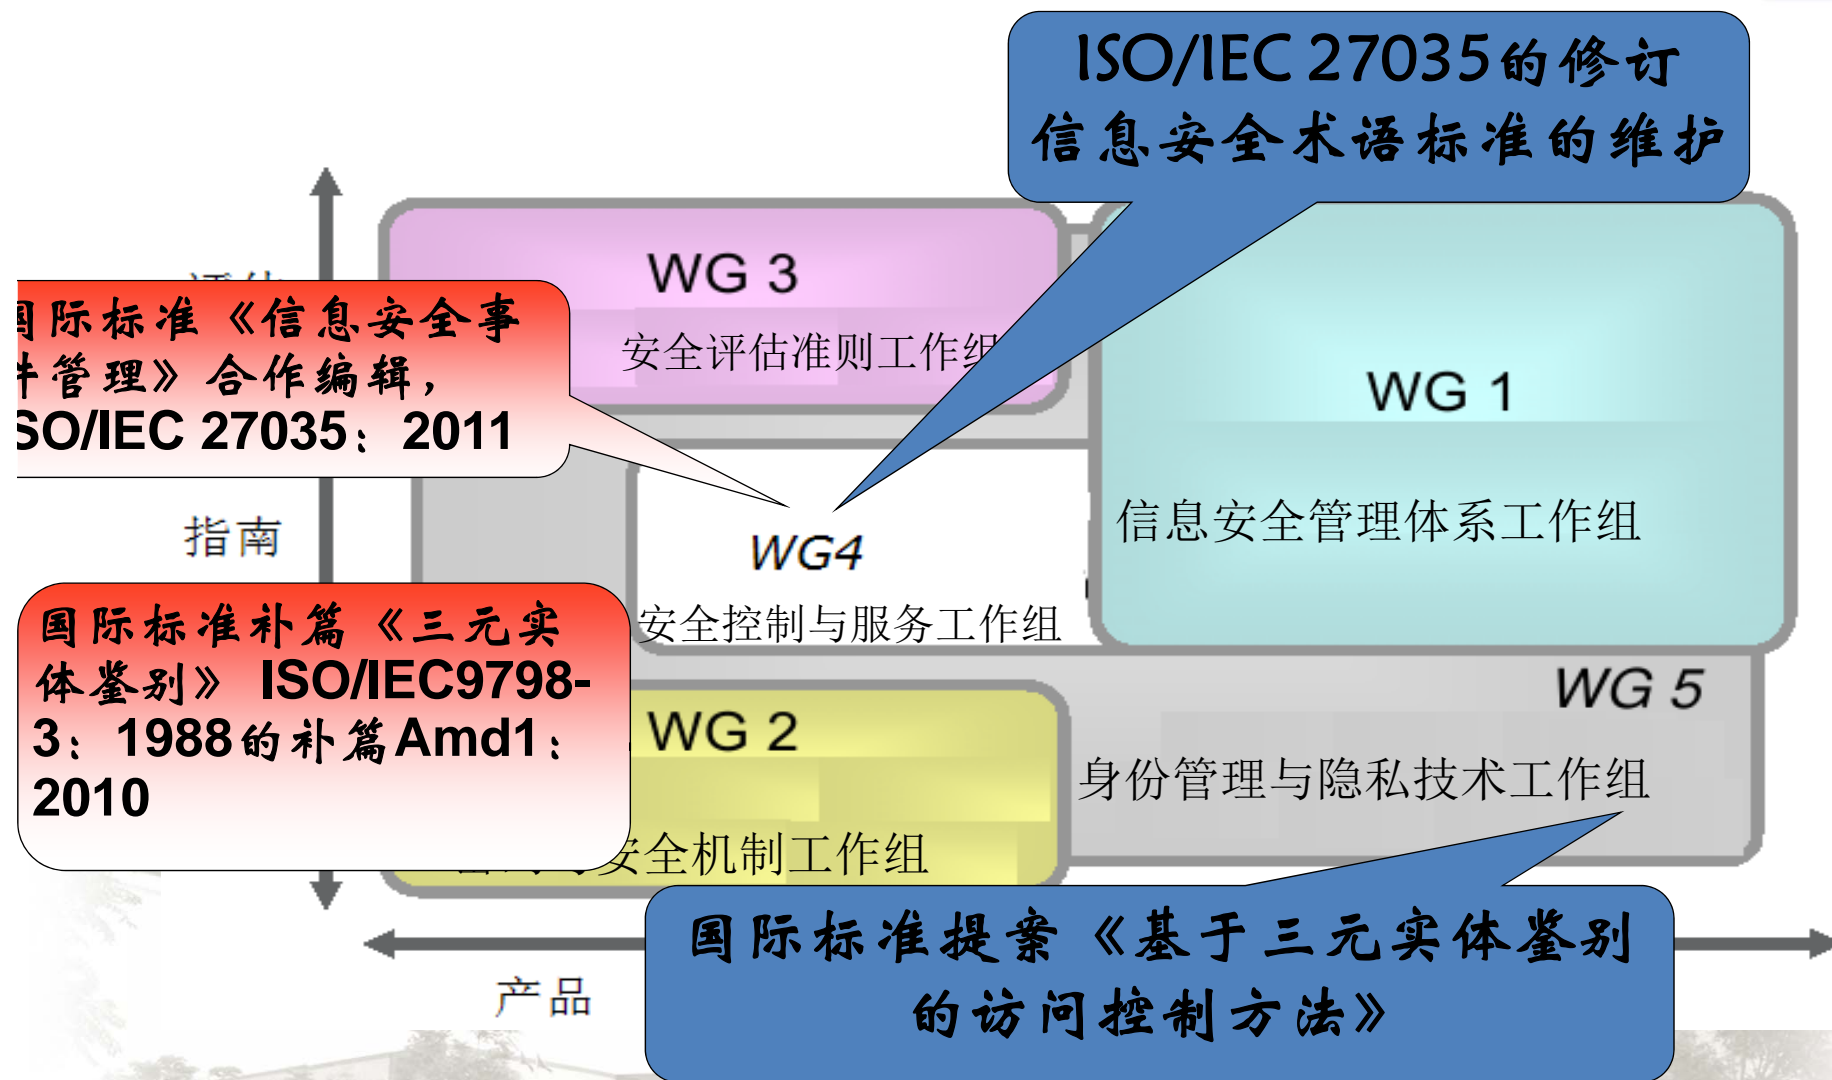 ISO/IEC 27035的修订
信息安全术语标准的维护
WG 3
安全评估准则工作组
国际标准《信息安全事
件管理》合作编辑，
SO/IEC 27035：2011
WG 1
信息安全管理体系工作组
指南
WG4
安全控制与服务工作组
国际标准补篇《三元实
体鉴别》 ISO/IEC9798-
3：1988的补篇Amd1：
2010
WG 5
身份管理与隐私技术工作组
WG 2
安全机制工作组
国际标准提案《基于三元实体鉴别
的访问控制方法》
产品